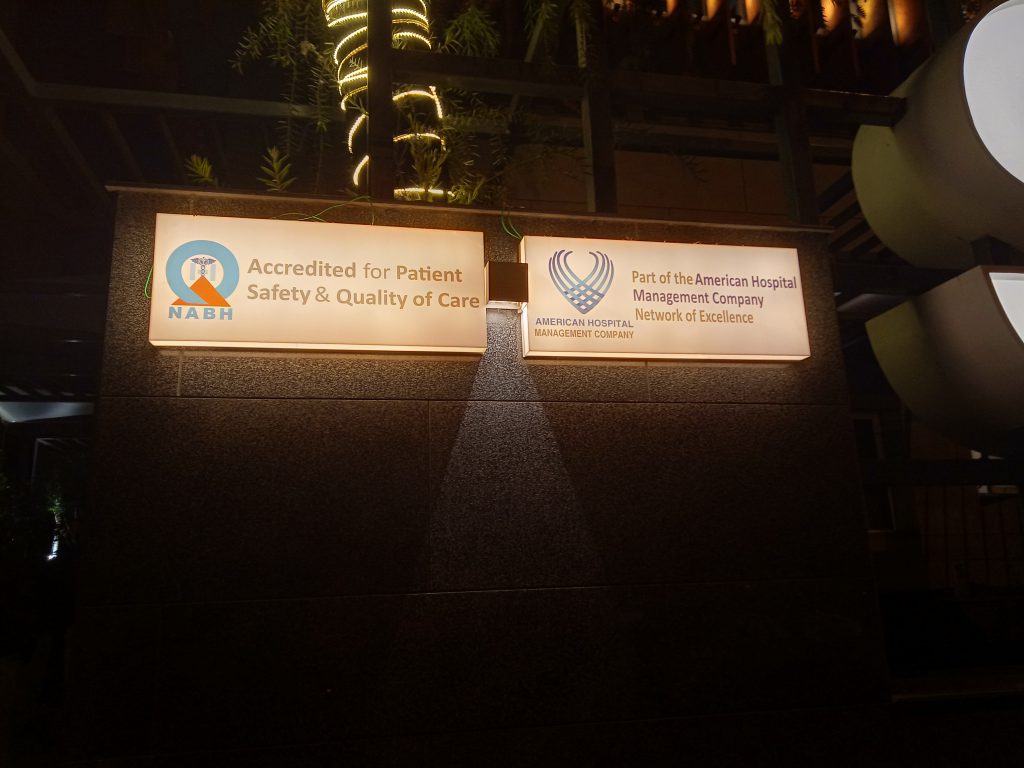 NABH
Accredited for Patient
Safety & Quality of Care
AMERICAN HOSPITAL
MANAGEMENT COMPANY
Part of the American Hospital
Management Company
Network of Excellence